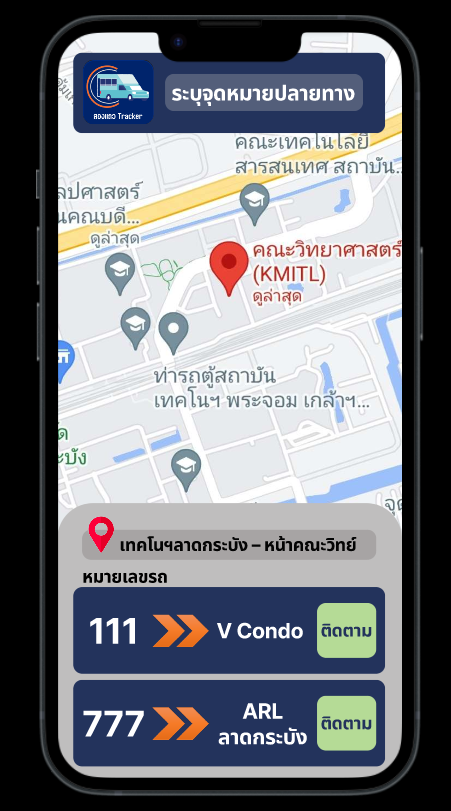 ระบุจุดหมายปลายทาง
สองแถว Tracker
คณะเทคโนโลยี
สารสนเทศ สถาบัน...
ลปศาสตร์
นคณบดี...
ดูล่าสุด
คณะวิทยาศาสตร์
(KMITL)
ดูล่าสุด
ท่ารถตู้สถาบัน
เทคโนฯ พระจอม เกล้าฯ...
ด
ะบัง
จุด
เทคโนฯลาดกระบัง – หน้าคณะวิทย์
หมายเลขรถ
111 V Condo ติดตาม
777 ARL ติดตาม
ลาดกระบัง